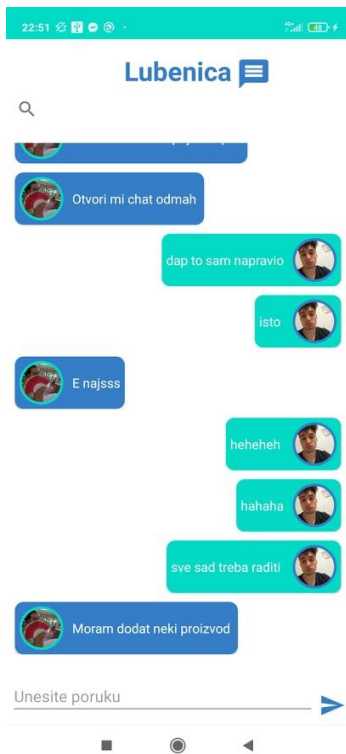 22:51
48
Lubenica
Otvori mi chat odmah
dap to sam napravio
isto
E najsss
heheheh
hahaha
sve sad treba raditi
Moram dodat neki proizvod
Unesite poruku